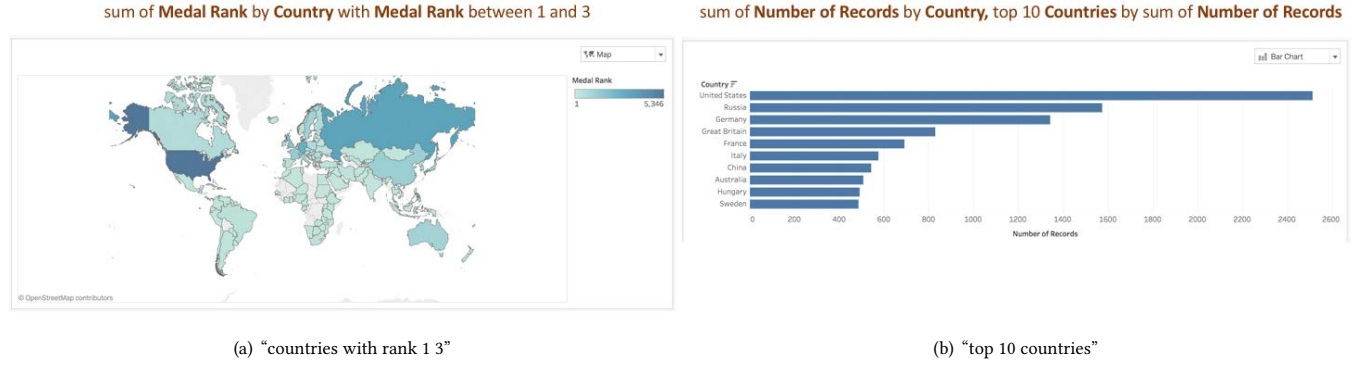 sum of Medal Rank by Country with Medal Rank between 1 and 3
Map
Medal Rank
1 5,346
© OpenStreetMap contributors
(a) “countries with rank 1 3”
sum of Number of Records by Country, top 10 Countries by sum of Number of Records
Bar Chart
Country
United States
Russia
Germany
Great Britain
France
Italy
China
Australia
Hungary
Sweden
0 200 400 600 800 1000 1200 1400 1600 1800 2000 2200 2400 2600
Number of Records
(b) “top 10 countries”